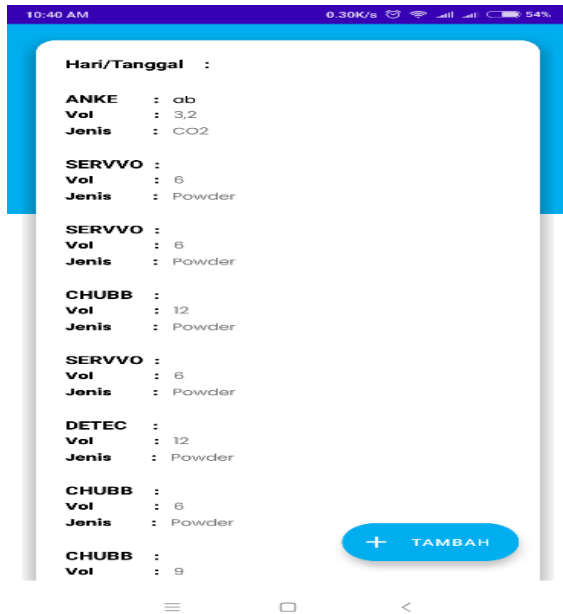 10:40 AM 0.30K/s 54%
Hari/Tanggal :
ANKE : ab
Vol : 3,2
Jenis : CO2
SERVVO :
Vol : 6
Jenis : Powder
SERVVO :
Vol : 6
Jenis : Powder
CHUBB :
Vol : 12
Jenis : Powder
SERVVO :
Vol : 6
Jenis : Powder
DETEC :
Vol : 12
Jenis : Powder
CHUBB :
Vol : 6
Jenis : Powder
CHUBB :
Vol : 9
+ TAMBAH